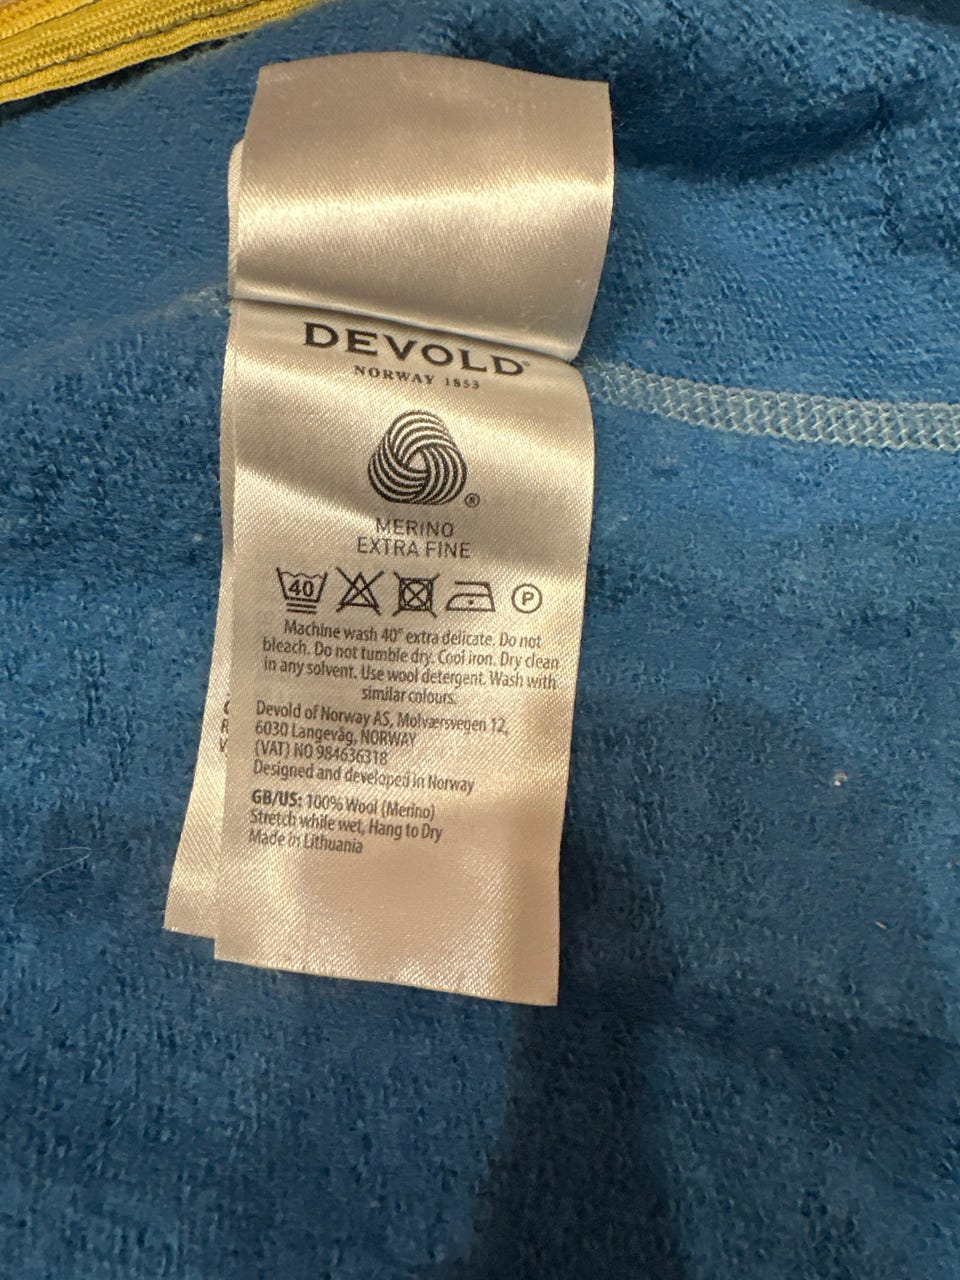 DEVOLD®
NORWAY 1853
®
MERINO
EXTRA FINE
40 P
Machine wash 40° extra delicate. Do not
bleach. Do not tumble dry. Cool iron. Dry clean
in any solvent. Use wool detergent. Wash with
similar colours.
Devold of Norway AS, Molværsvegen 12,
6030 Langevåg, NORWAY
(VAT) NO 984636318
Designed and developed in Norway
GB/US: 100% Wool (Merino)
Stretch while wet, Hang to Dry
Made in Lithuania